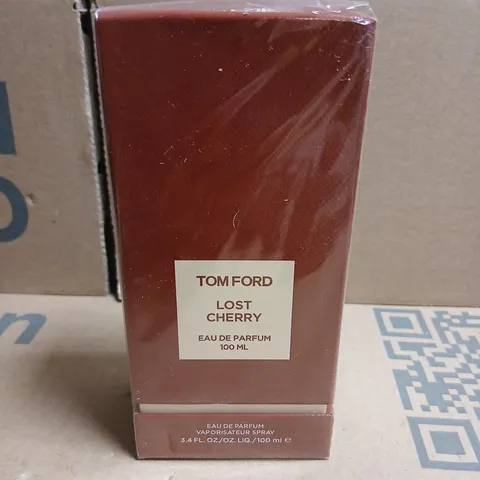 TOM FORD
LOST
CHERRY
EAU DE PARFUM
100 ML
EAU DE PARFUM
VAPORISATEUR SPRAY
3.4 FL. OZ/OZ. LIQ./100 ml ℮